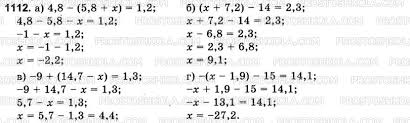 1112. а) 4,8 − (5,8 + x) = 1,2;
4,8 − 5,8 − x = 1,2;
−1 − x = 1,2;
x = −1 − 1,2;
x = −2,2;
б) (x + 7,2) − 14 = 2,3;
x + 7,2 − 14 = 2,3;
x − 6,8 = 2,3;
x = 2,3 + 6,8;
x = 9,1;
в) −9 + (14,7 − x) = 1,3;
−9 + 14,7 − x = 1,3;
5,7 − x = 1,3;
x = 5,7 − 1,3 = 4,4;
г) −(x − 1,9) − 15 = 14,1;
−x + 1,9 − 15 = 14,1;
−x − 13,1 = 14,1;
x = −27,2.